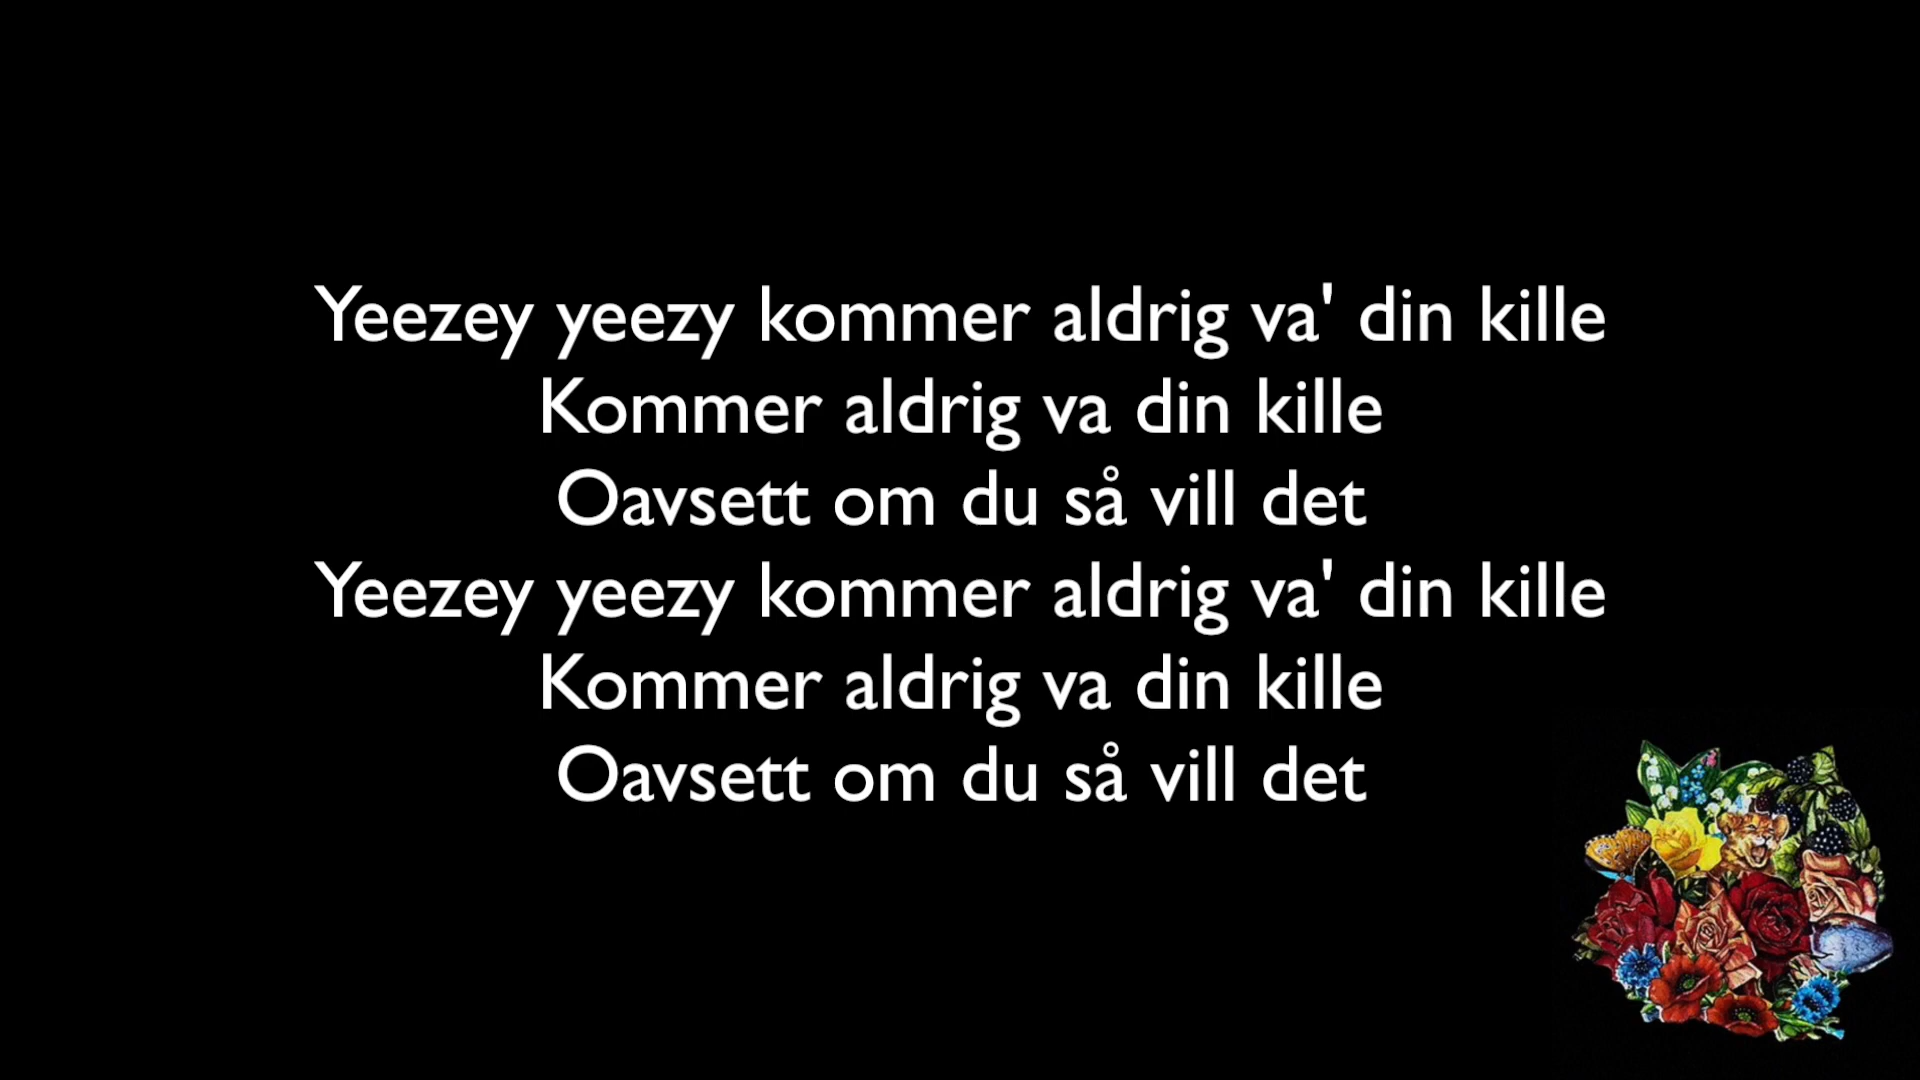 Yeezey yeezy kommer aldrig va' din kille
Kommer aldrig va din kille
Oavsett om du så vill det
Yeezey yeezy kommer aldrig va' din kille
Kommer aldrig va din kille
Oavsett om du så vill det